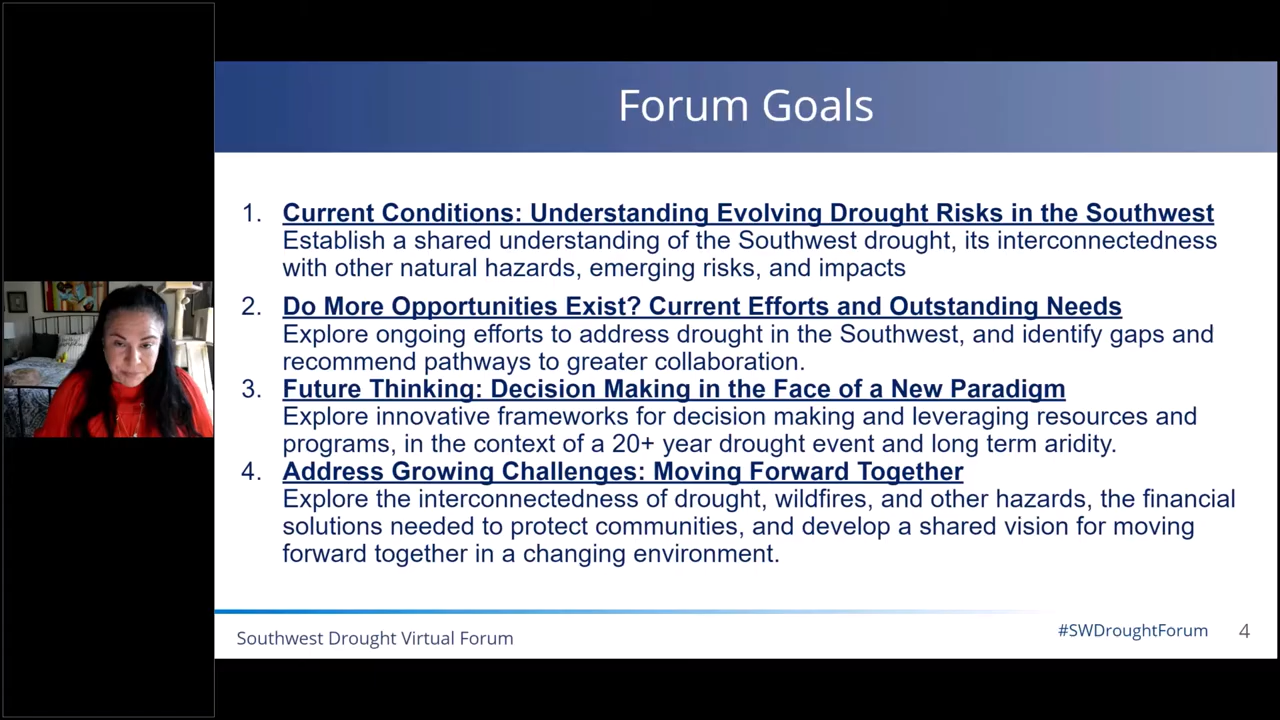 Forum Goals
1. Current Conditions: Understanding Evolving Drought Risks in the Southwest
Establish a shared understanding of the Southwest drought, its interconnectedness
with other natural hazards, emerging risks, and impacts
2. Do More Opportunities Exist? Current Efforts and Outstanding Needs
Explore ongoing efforts to address drought in the Southwest, and identify gaps and
recommend pathways to greater collaboration.
3. Future Thinking: Decision Making in the Face of a New Paradigm
Explore innovative frameworks for decision making and leveraging resources and
programs, in the context of a 20+ year drought event and long term aridity.
4. Address Growing Challenges: Moving Forward Together
Explore the interconnectedness of drought, wildfires, and other hazards, the financial
solutions needed to protect communities, and develop a shared vision for moving
forward together in a changing environment.
Southwest Drought Virtual Forum
#SWDroughtForum 4